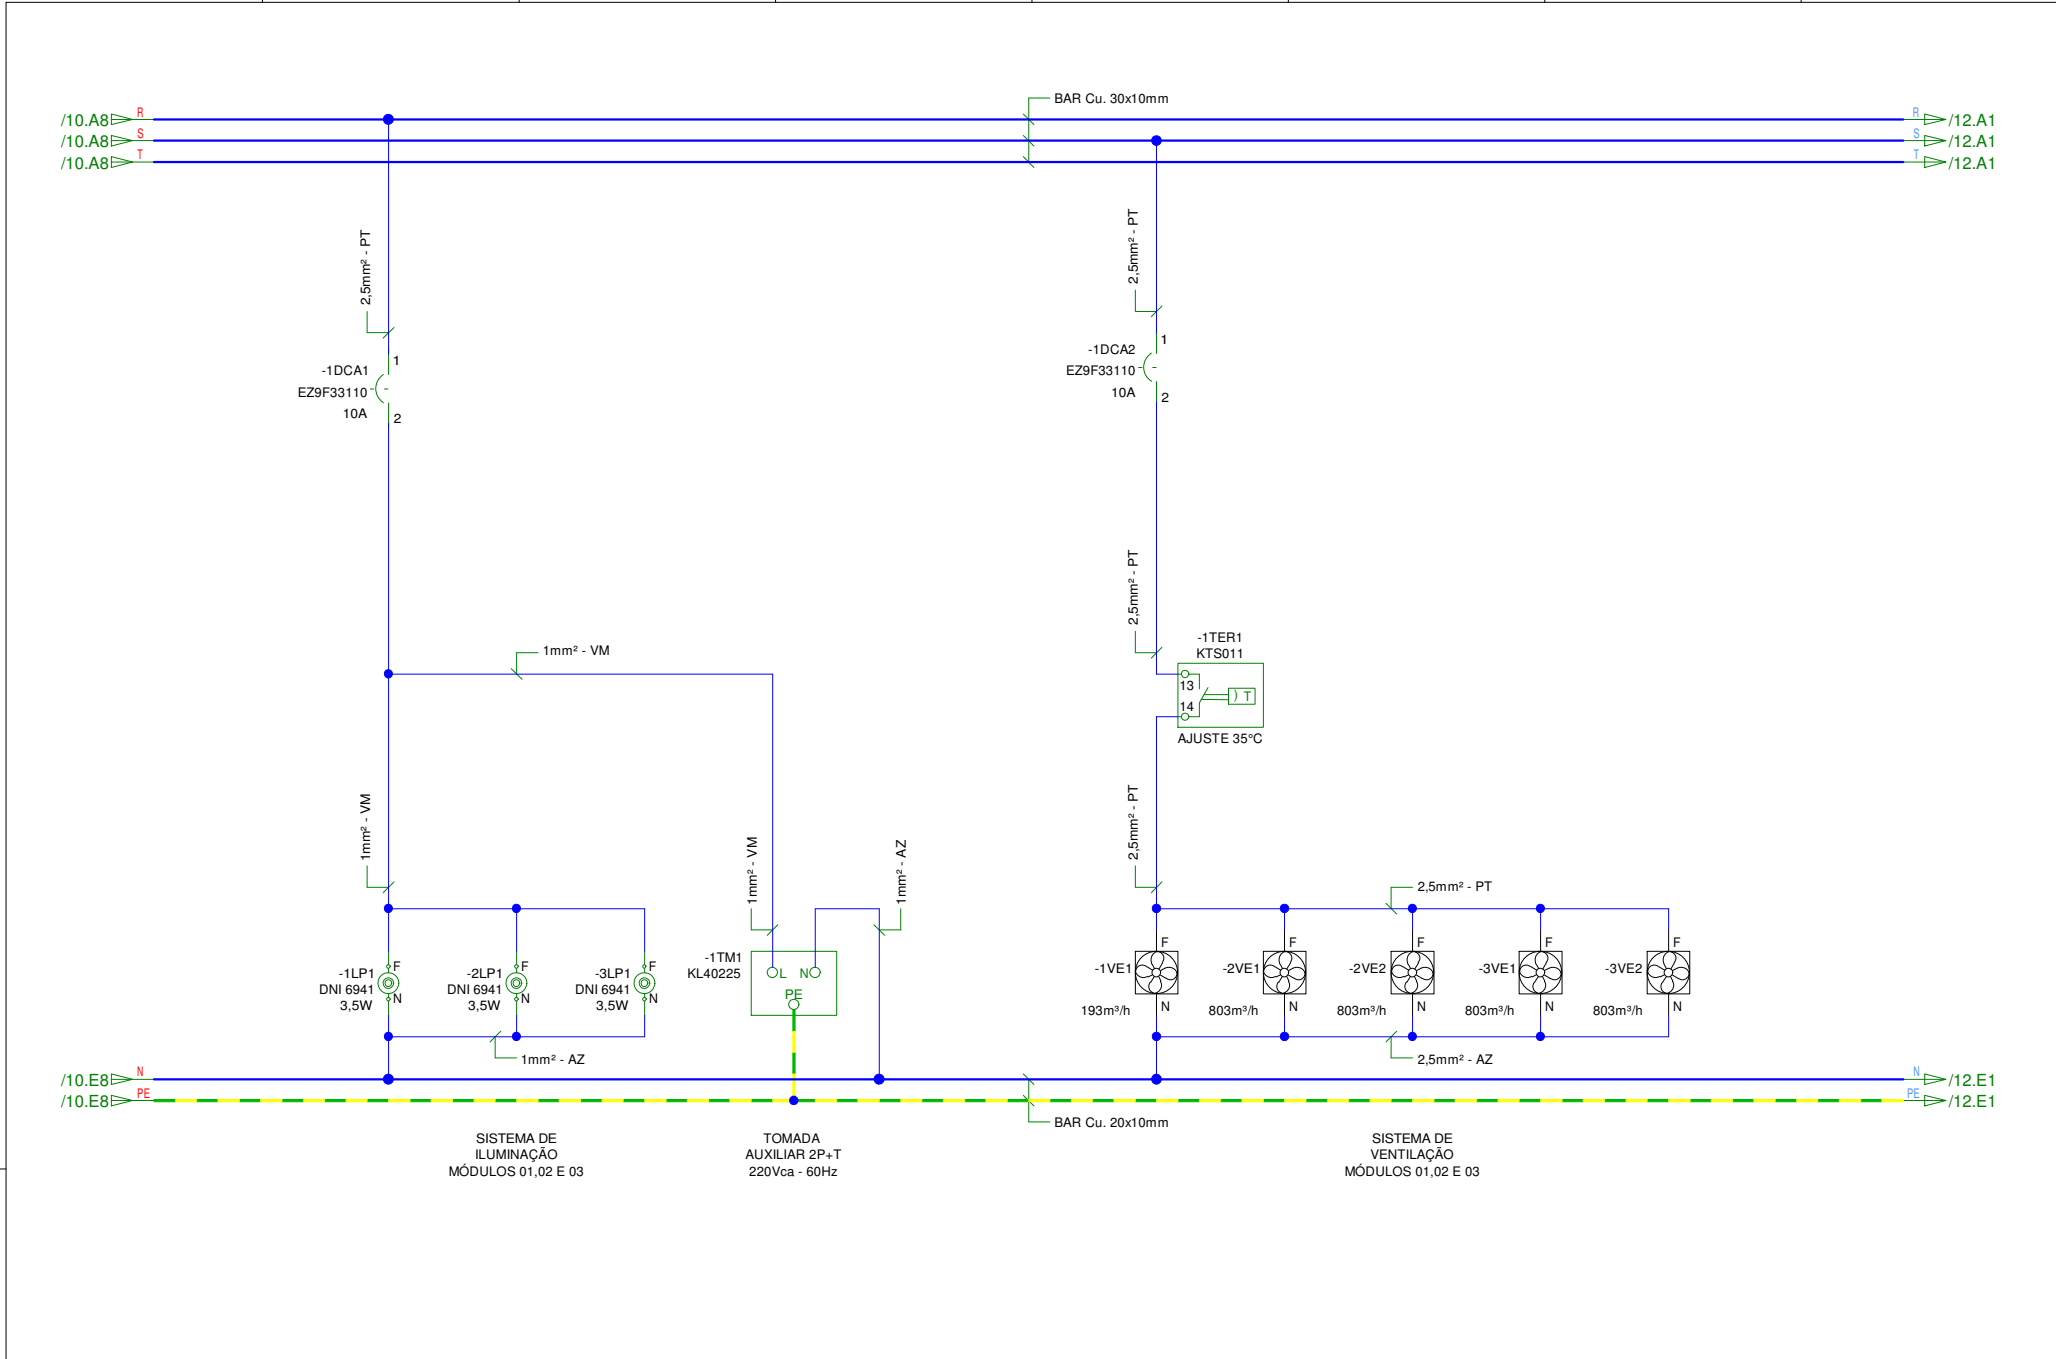 BAR Cu. 30x10mm
/10.A8 R
R /12.A1
/10.A8 S
S /12.A1
/10.A8 T
T /12.A1
2,5mm² - PT
2,5mm² - PT
1
-1DCA1
EZ9F33110
10A
2
1
-1DCA2
EZ9F33110
10A
2
2,5mm² - PT
1mm² - VM
-1TER1
KTS011
13
14
T
AJUSTE 35°C
1mm² - VM
1mm² - VM
1mm² - AZ
2,5mm² - PT
2,5mm² - PT
F
-1LP1
DNI 6941
3,5W
N
F
-2LP1
DNI 6941
3,5W
N
F
-3LP1
DNI 6941
3,5W
N
-1TM1
KL40225
L N
PE
F
-1VE1
193m³/h
N
F
-2VE1
803m³/h
N
F
-2VE2
803m³/h
N
F
-3VE1
803m³/h
N
F
-3VE2
803m³/h
N
1mm² - AZ
2,5mm² - AZ
/10.E8 N
N /12.E1
/10.E8 PE
PE /12.E1
BAR Cu. 20x10mm
SISTEMA DE
ILUMINAÇÃO
MÓDULOS 01,02 E 03
TOMADA
AUXILIAR 2P+T
220Vca - 60Hz
SISTEMA DE
VENTILAÇÃO
MÓDULOS 01,02 E 03